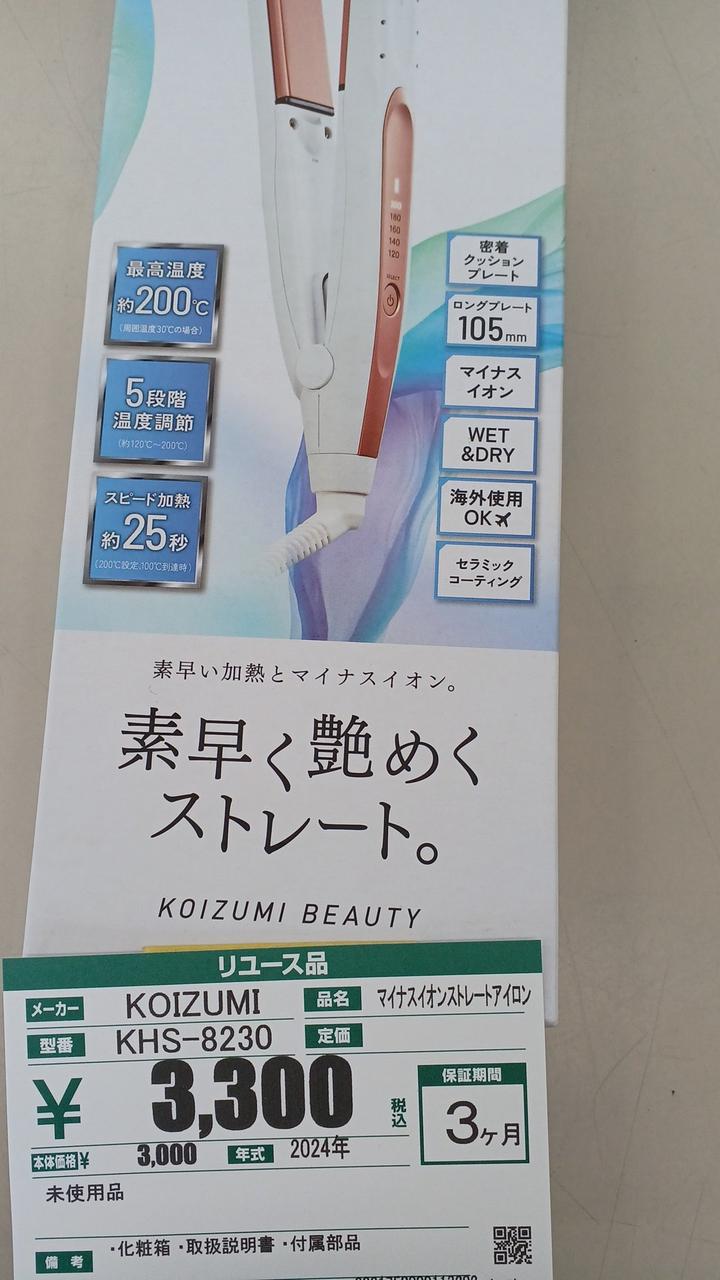 200
180
160
140
120
SELECT
最高温度
約200℃
(周囲温度30℃の場合)
5段階
温度調節
(約120℃～200℃)
スピード加熱
約25秒
(200℃設定、100℃到達時)
密着
クッション
プレート
ロングプレート
105mm
マイナス
イオン
WET
&DRY
海外使用
OK
セラミック
コーティング
素早い加熱とマイナスイオン。
素早く艶めく
ストレート。
KOIZUMI BEAUTY
リユース品
メーカー KOIZUMI 品名 マイナスイオンストレートアイロン
型番 KHS-8230 定価
¥ 3,300 税込
保証期間
3ヶ月
本体価格¥ 3,000 年式 2024年
未使用品
備考 ・化粧箱・取扱説明書・付属部品